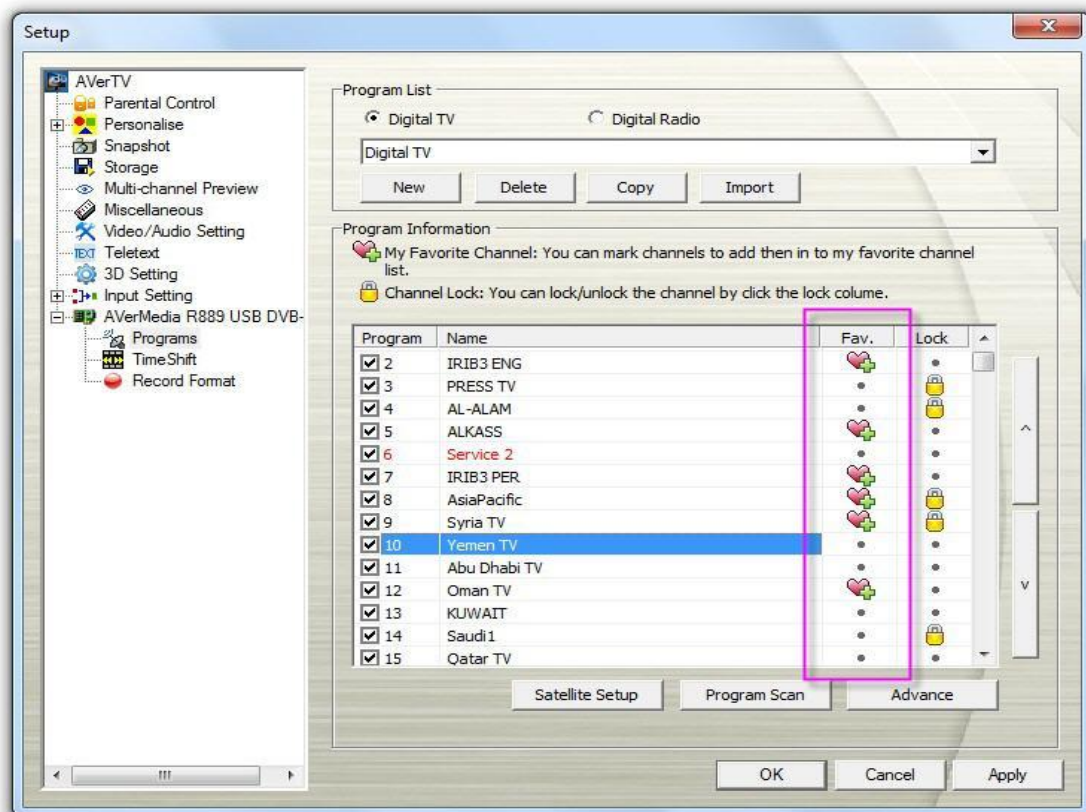 Setup
AVerTV
Parental Control
Personalise
Snapshot
Storage
Multi-channel Preview
Miscellaneous
Video/Audio Setting
TEXT Teletext
3D Setting
Input Setting
AVerMedia R889 USB DVB-
Programs
TimeShift
Record Format
Program List
Digital TV Digital Radio
Digital TV
New Delete Copy Import
Program Information
My Favorite Channel: You can mark channels to add then in to my favorite channel
list.
Channel Lock: You can lock/unlock the channel by click the lock colume.
Program Name Fav. Lock
2 IRIB3 ENG
3 PRESS TV
4 AL-ALAM
5 ALKASS
6 Service 2
7 IRIB3 PER
8 AsiaPacific
9 Syria TV
10 Yemen TV
11 Abu Dhabi TV
12 Oman TV
13 KUWAIT
14 Saudi1
15 Qatar TV
Satellite Setup Program Scan Advance
OK Cancel Apply